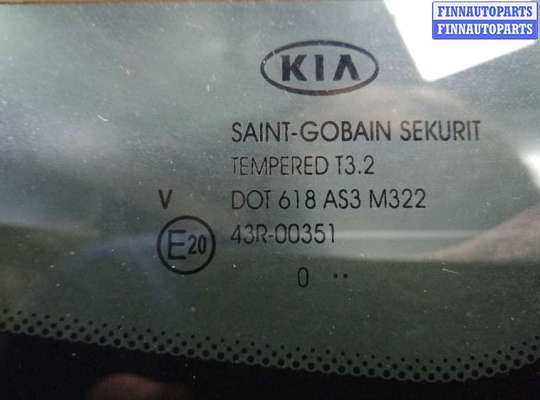 FINNAUTOPARTS
FINNAUTOPARTS
KIA
SAINT-GOBAIN SEKURIT
TEMPERED T3.2
V DOT 618 AS3 M322
E20 43R-00351
0 ..